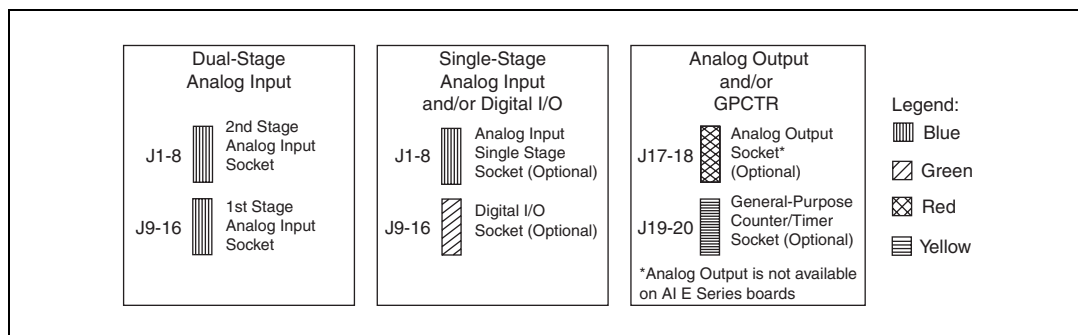 Dual-Stage
Analog Input
J1-8
2nd Stage
Analog Input
Socket
J9-16
1st Stage
Analog Input
Socket
Single-Stage
Analog Input
and/or Digital I/O
J1-8
Analog Input
Single Stage
Socket (Optional)
J9-16
Digital I/O
Socket (Optional)
Analog Output
and/or
GPCTR
J17-18
Analog Output
Socket*
(Optional)
J19-20
General-Purpose
Counter/Timer
Socket (Optional)
*Analog Output is not available
on AI E Series boards
Legend:
Blue
Green
Red
Yellow